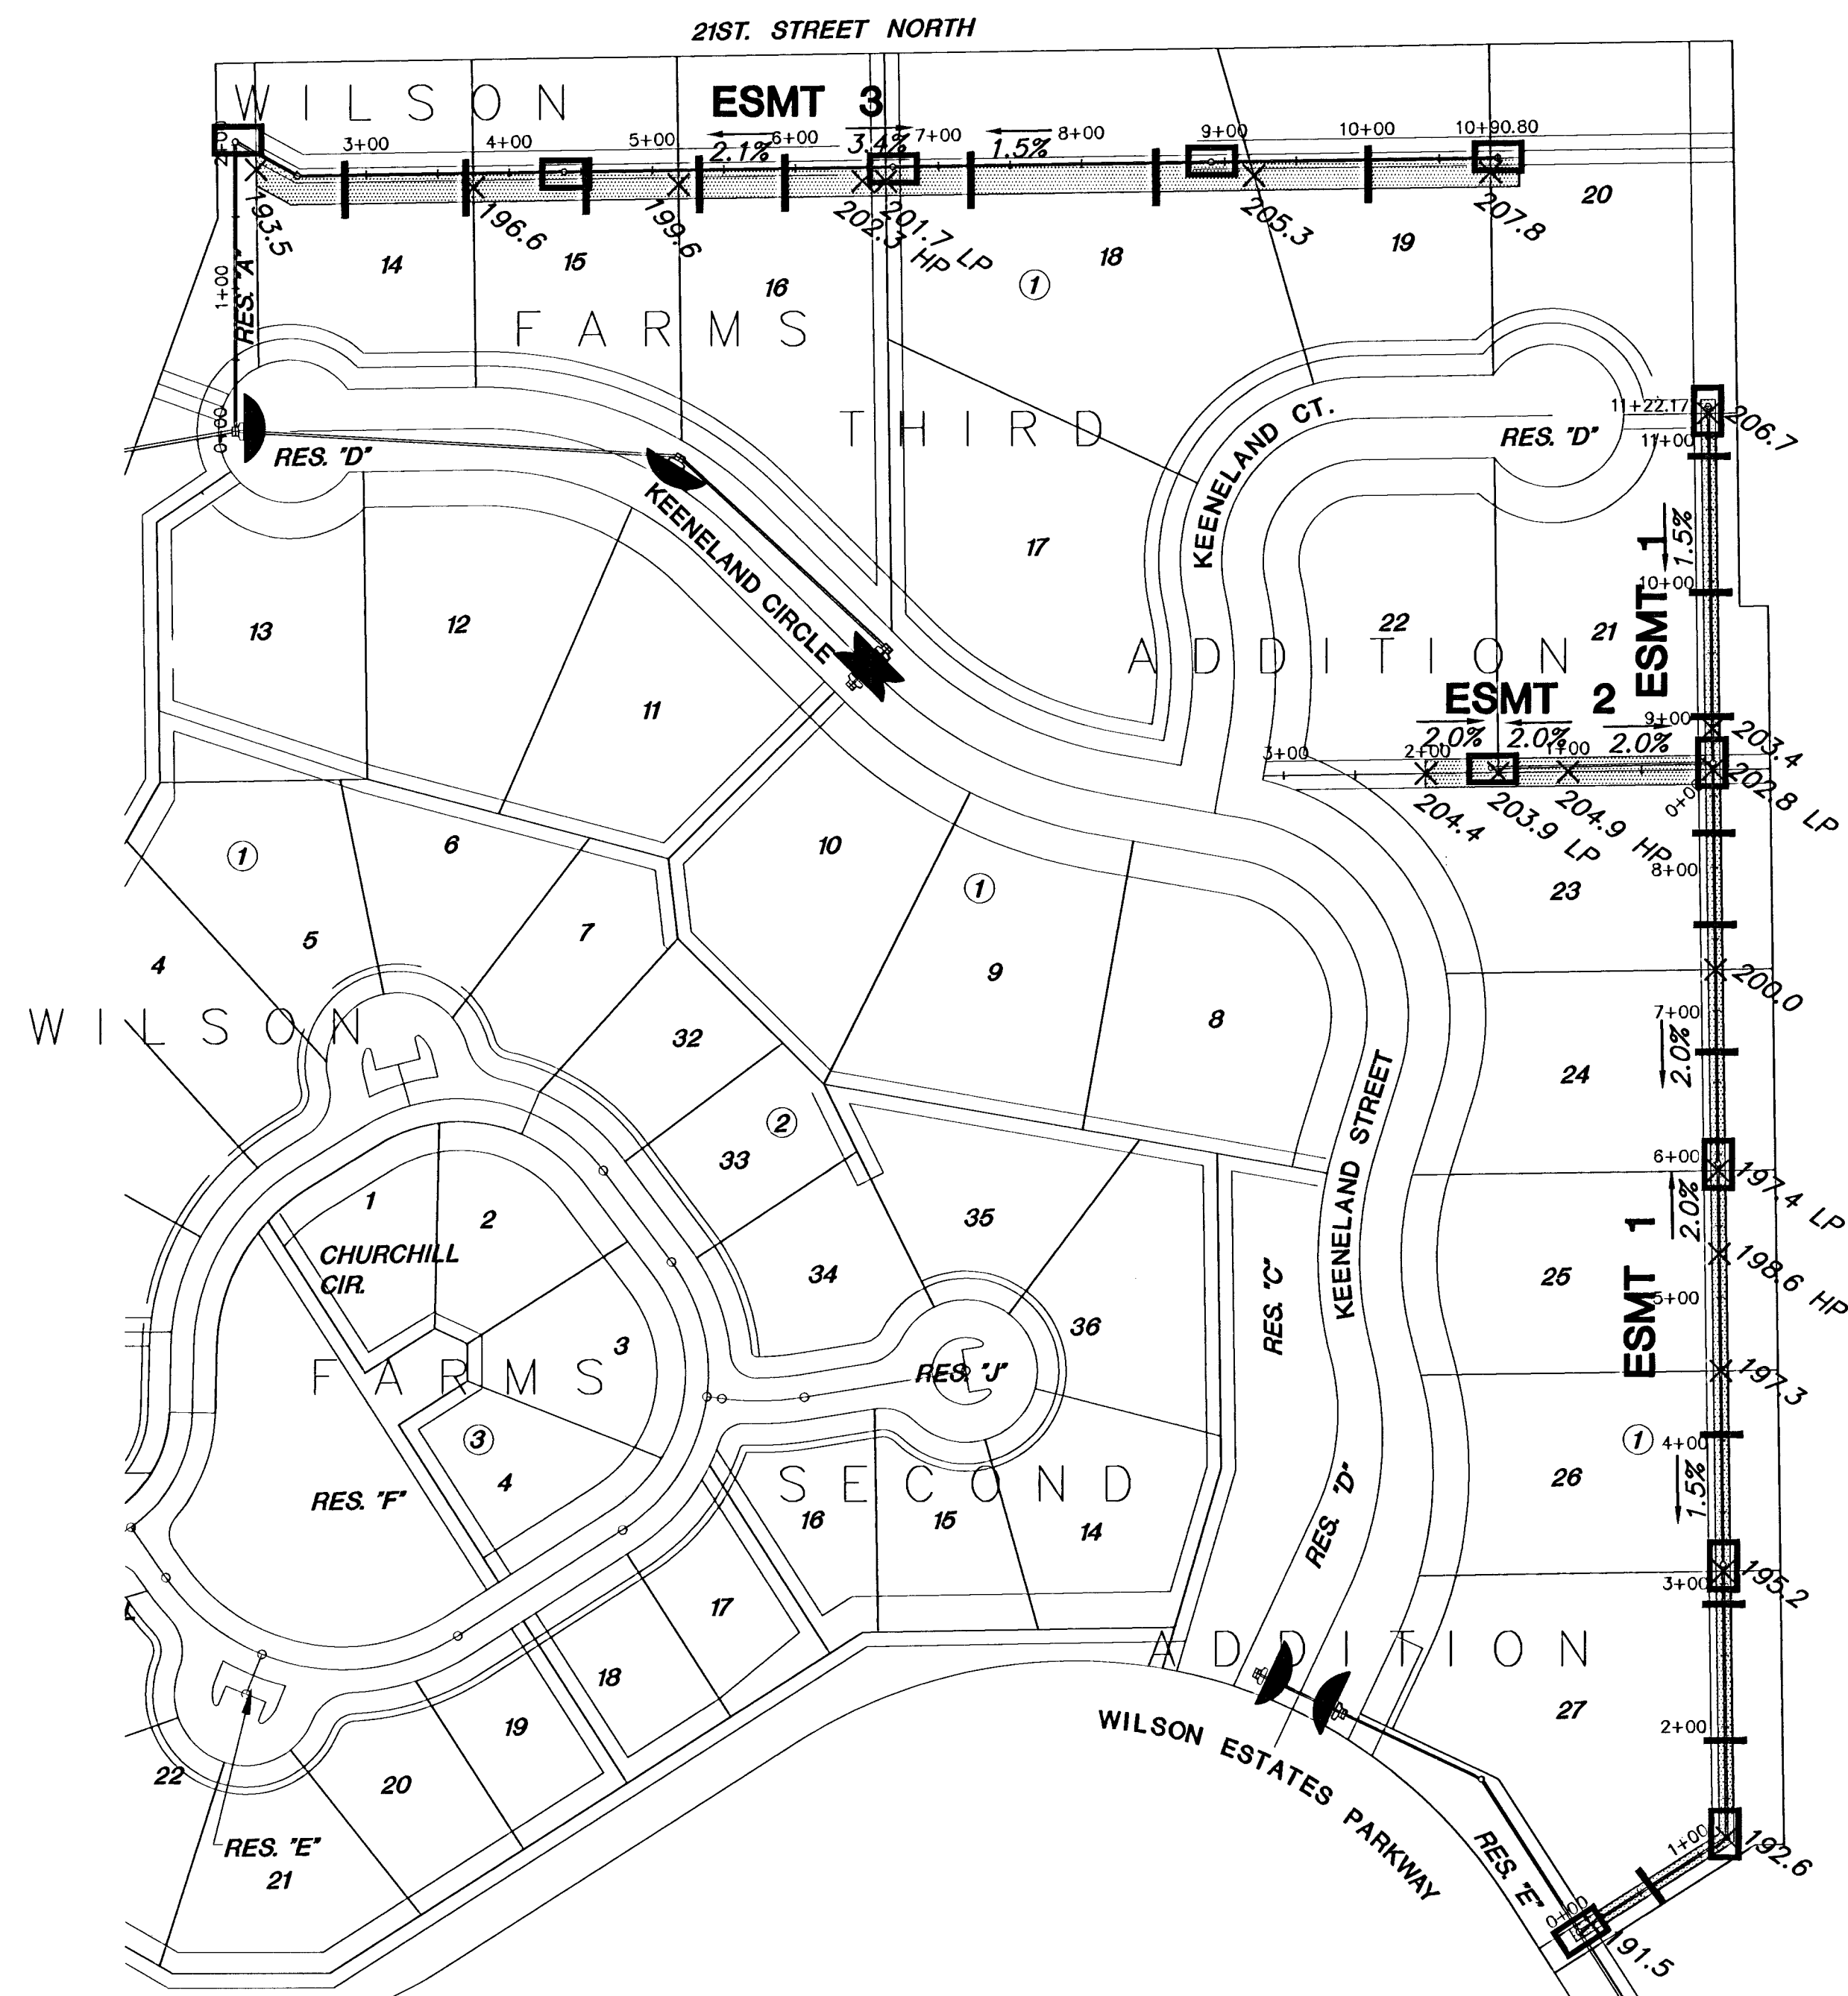 21ST. STREET NORTH
WILSON
ESMT 3
2+00
3+00
4+00
5+00
6+00
7+00
8+00
9+00
10+00
10+90.80
2.1%
3.4%
1.5%
193.5
196.6
199.6
202.3 HP
201.7 LP
205.3
207.8
20
14
15
16
18
19
1
1+00
RES. "A"
FARMS
0+00
RES. "D"
THIRD
KEENELAND CT.
RES. "D"
11+22.17
206.7
11+00
KEENELAND CIRCLE
17
1.5%
ESMT 1
10+00
13
12
22
21
ADDITION
11
ESMT 2
9+00
203.4
2.0%
2.0%
2.0%
3+00
2+00
1+00
0+00
202.8 LP
204.4
203.9 LP
204.9 HP
8+00
1
6
10
1
23
5
7
4
9
200.0
WILSON
32
8
7+00
2.0%
24
2
33
6+00
197.4 LP
KEENELAND STREET
1
2
35
2.0%
CHURCHILL
CIR.
34
RES. "C"
25
198.6 HP
5+00
ESMT 1
36
3
FARMS
RES. "J"
197.3
3
4
1
4+00
RES. "F"
SECOND
16
15
14
RES. "D"
26
1.5%
195.2
3+00
17
ADDITION
18
27
19
WILSON ESTATES PARKWAY
2+00
22
20
RES. "E"
21
RES. "E"
1+00
192.6
0+00
191.5